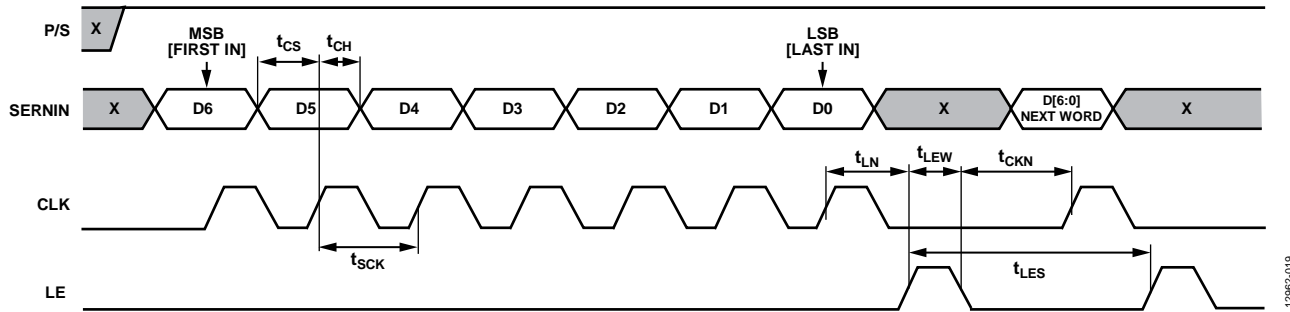 P/S
X
MSB
[FIRST IN]
tCS
tCH
LSB
[LAST IN]
SERNIN
X
D6
D5
D4
D3
D2
D1
D0
X
D[6:0]
NEXT WORD
X
tLN
tLEW
tCKN
CLK
tSCK
tLES
LE
12962-019